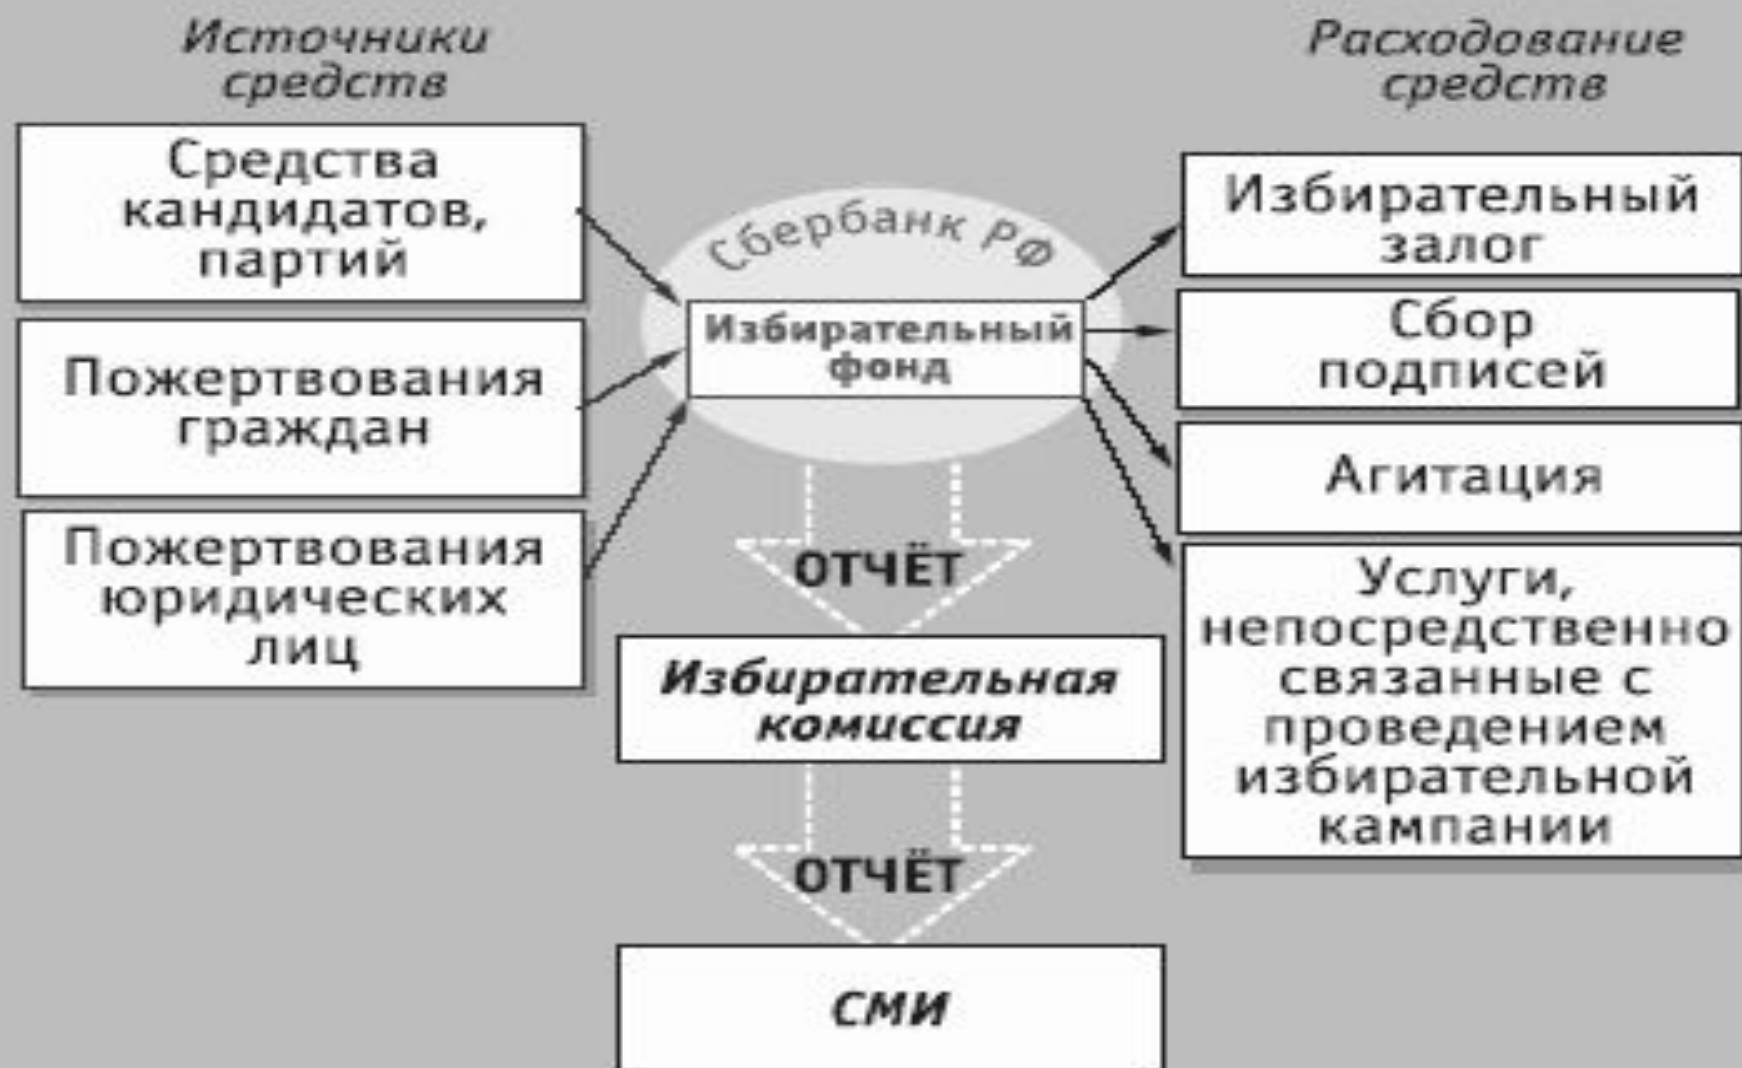 Источники
средств
Средства
кандидатов,
партий
Пожертвования
граждан
Пожертвования
юридических
лиц
Сбербанк РФ
Избирательный
фонд
ОТЧЁТ
Избирательная
комиссия
ОТЧЁТ
СМИ
Расходование
средств
Избирательный
залог
Сбор
подписей
Агитация
Услуги,
непосредственно
связанные с
проведением
избирательной
кампании